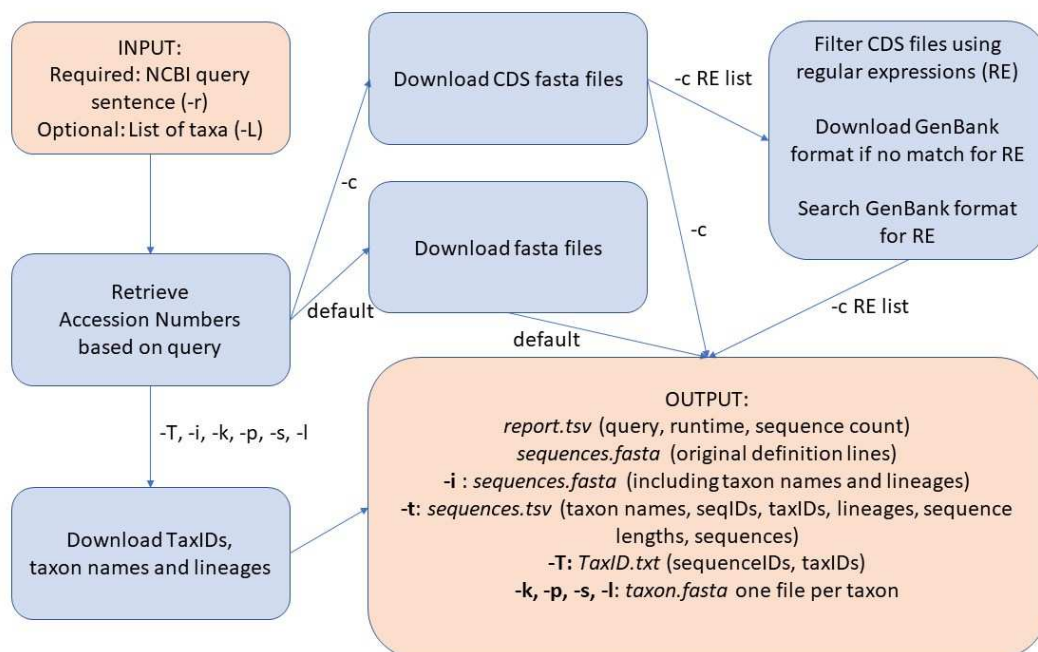 INPUT:
Required: NCBI query
sentence (-r)
Optional: List of taxa (-L)
Download CDS fasta files
-c RE list
Filter CDS files using
regular expressions (RE)
Download GenBank
format if no match for RE
Search GenBank format
for RE
-c
-c
Download fasta files
Retrieve
Accession Numbers
based on query
default
default
-c RE list
-T, -i, -k, -p, -s, -l
Download TaxIDs,
taxon names and lineages
OUTPUT:
report.tsv (query, runtime, sequence count)
sequences.fasta (original definition lines)
-i : sequences.fasta (including taxon names and lineages)
-t: sequences.tsv (taxon names, seqIDs, taxIDs, lineages, sequence
lengths, sequences)
-T: TaxID.txt (sequenceIDs, taxIDs)
-k, -p, -s, -l: taxon.fasta one file per taxon